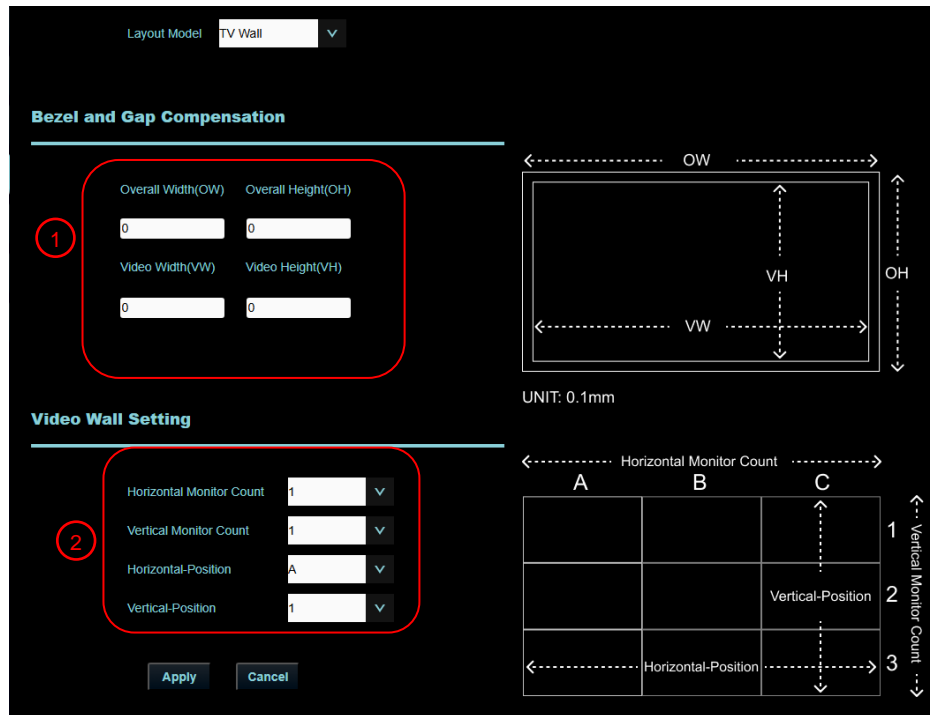 Layout Model TV Wall
Bezel and Gap Compensation
1
Overall Width(OW) Overall Height(OH)
0 0
Video Width(VW) Video Height(VH)
0 0
OW
VH
OH
VW
UNIT: 0.1mm
Video Wall Setting
2
Horizontal Monitor Count 1
Vertical Monitor Count 1
Horizontal-Position A
Vertical-Position 1
Apply Cancel
Horizontal Monitor Count
A B C
1
Vertical-Position 2
Horizontal-Position 3
Vertical Monitor Count